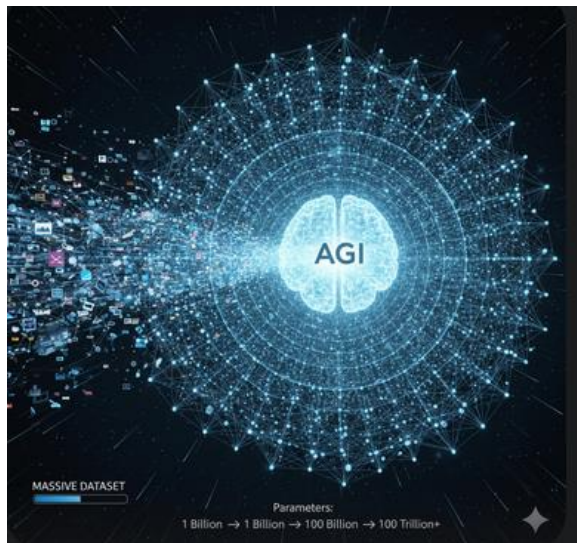 AGI
MASSIVE DATASET
Parameters:
1 Billion → 1 Billion → 100 Billion → 100 Trillion+